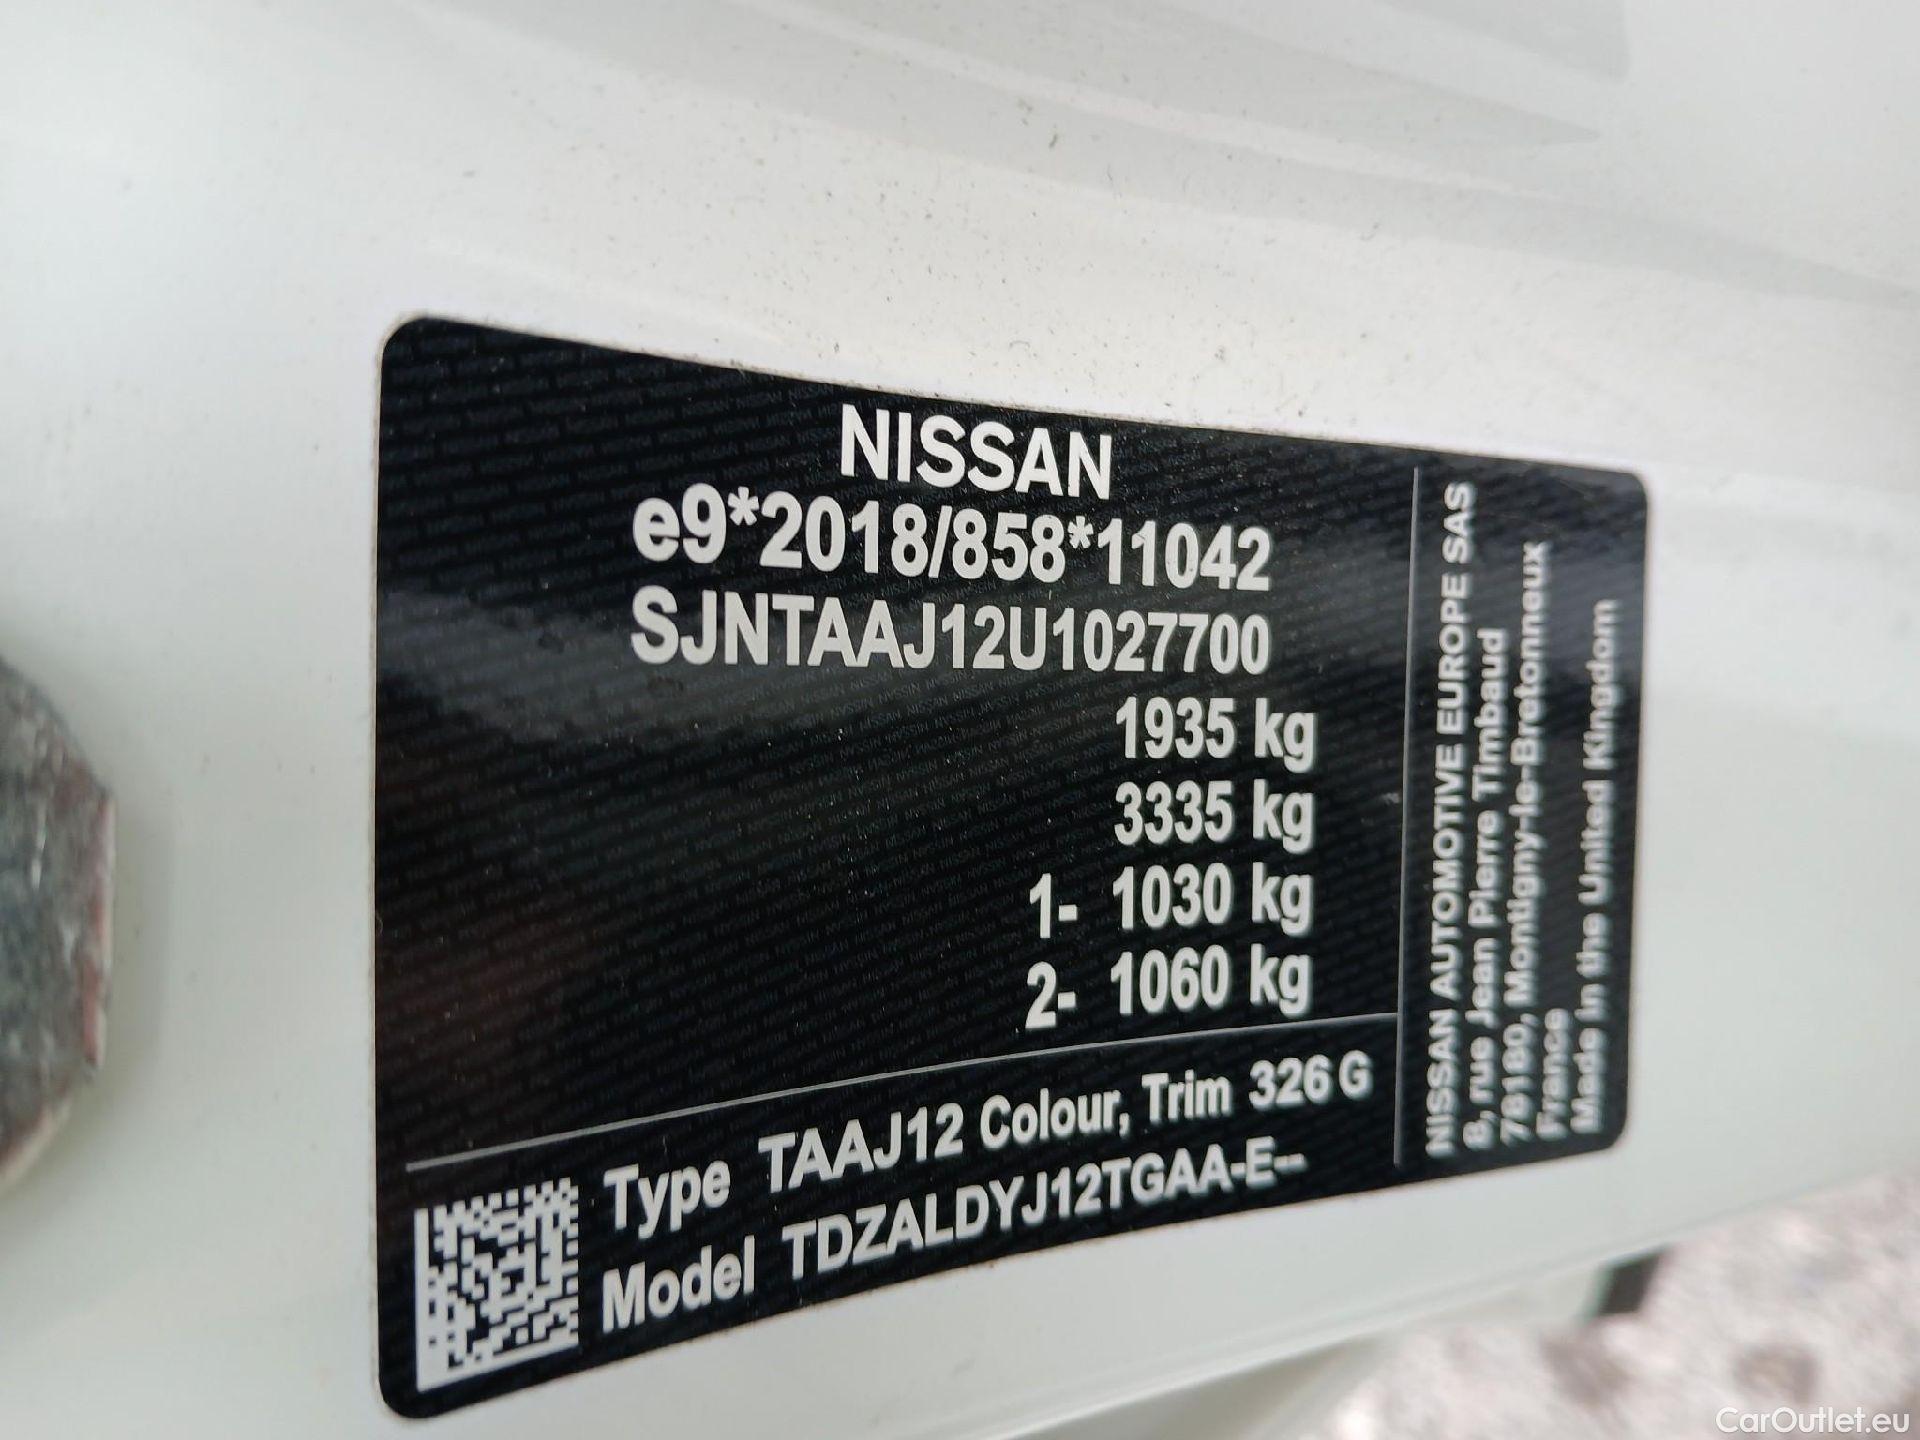 NISSAN
e9*2018/858*11042
SJNTAAJ12U1027700
1935 kg
3335 kg
1- 1030 kg
2- 1060 kg
Type TAAJ12 Colour, Trim 326 G
Model TDZALDYJ12TGAA-E--
NISSAN AUTOMOTIVE EUROPE SAS
8, rue Jean Pierre Timbaud
78180, Montigny-le-Bretonneux
France
Made in the United Kingdom
CarOutlet.eu